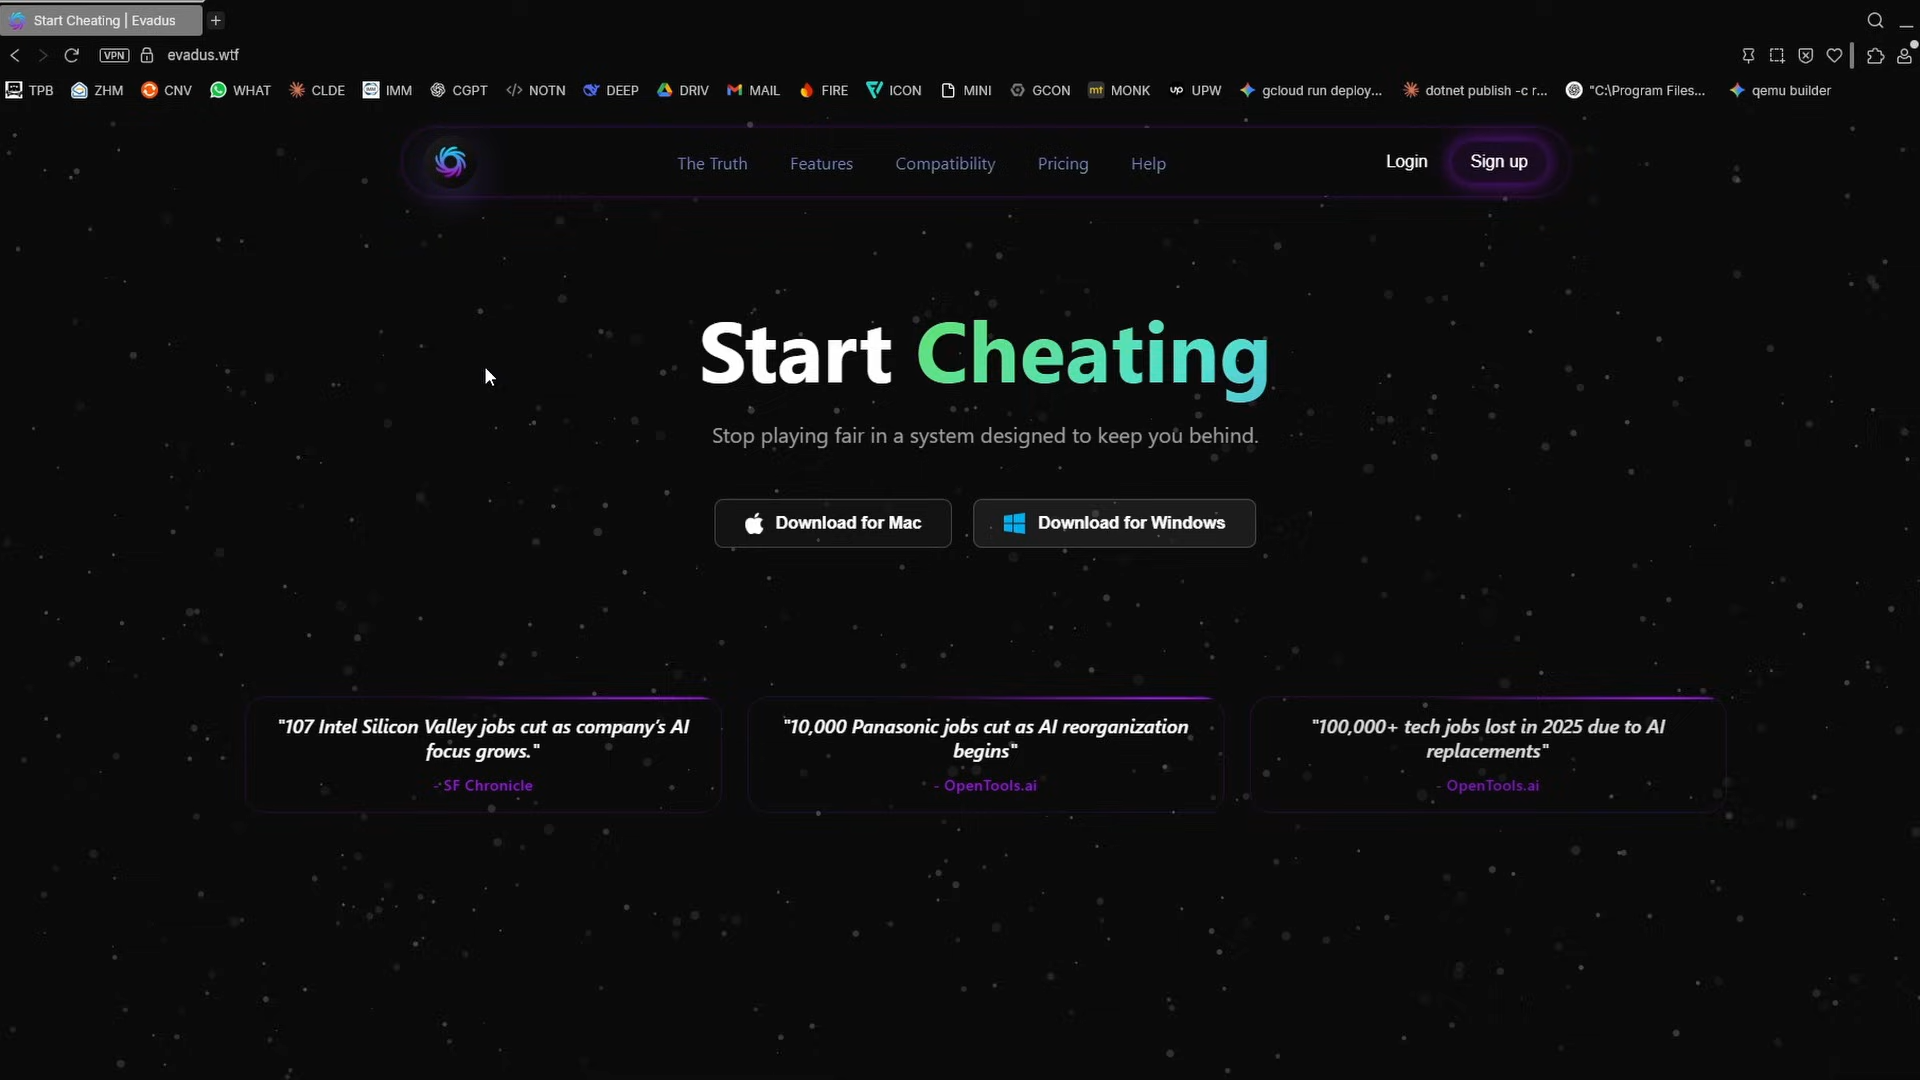 Start Cheating | Evadus
VPN evadus.wtf
TPB ZHM CNV WHAT CLDE IMM CGPT NOTN DEEP DRIV MAIL FIRE ICON MINI GCON MONK UPW gcloud run deploy... dotnet publish -c r... "C:\Program Files... qemu builder
The Truth Features Compatibility Pricing Help Login Sign up
Start Cheating
Stop playing fair in a system designed to keep you behind.
Download for Mac Download for Windows
"107 Intel Silicon Valley jobs cut as company's AI
focus grows."
- SF Chronicle
"10,000 Panasonic jobs cut as AI reorganization
begins"
- OpenTools.ai
"100,000+ tech jobs lost in 2025 due to AI
replacements"
- OpenTools.ai